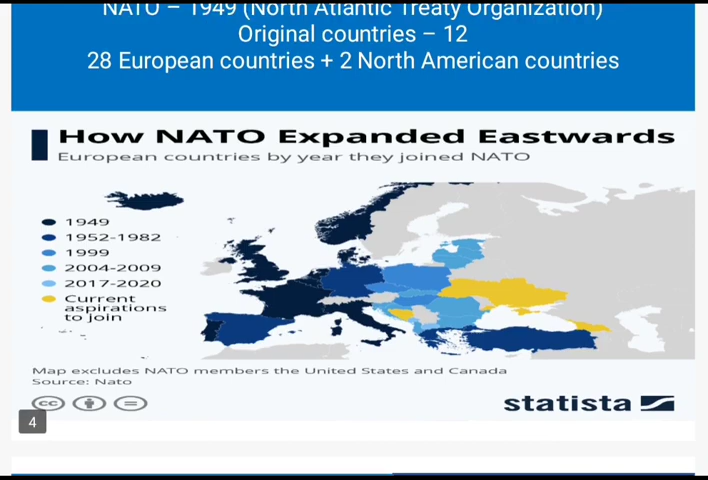 NATO – 1949 (North Atlantic Treaty Organization)
Original countries – 12
28 European countries + 2 North American countries
How NATO Expanded Eastwards
European countries by year they joined NATO
1949
1952-1982
1999
2004-2009
2017-2020
Current
aspirations
to join
Map excludes NATO members the United States and Canada
Source: Nato
cc
4
statista